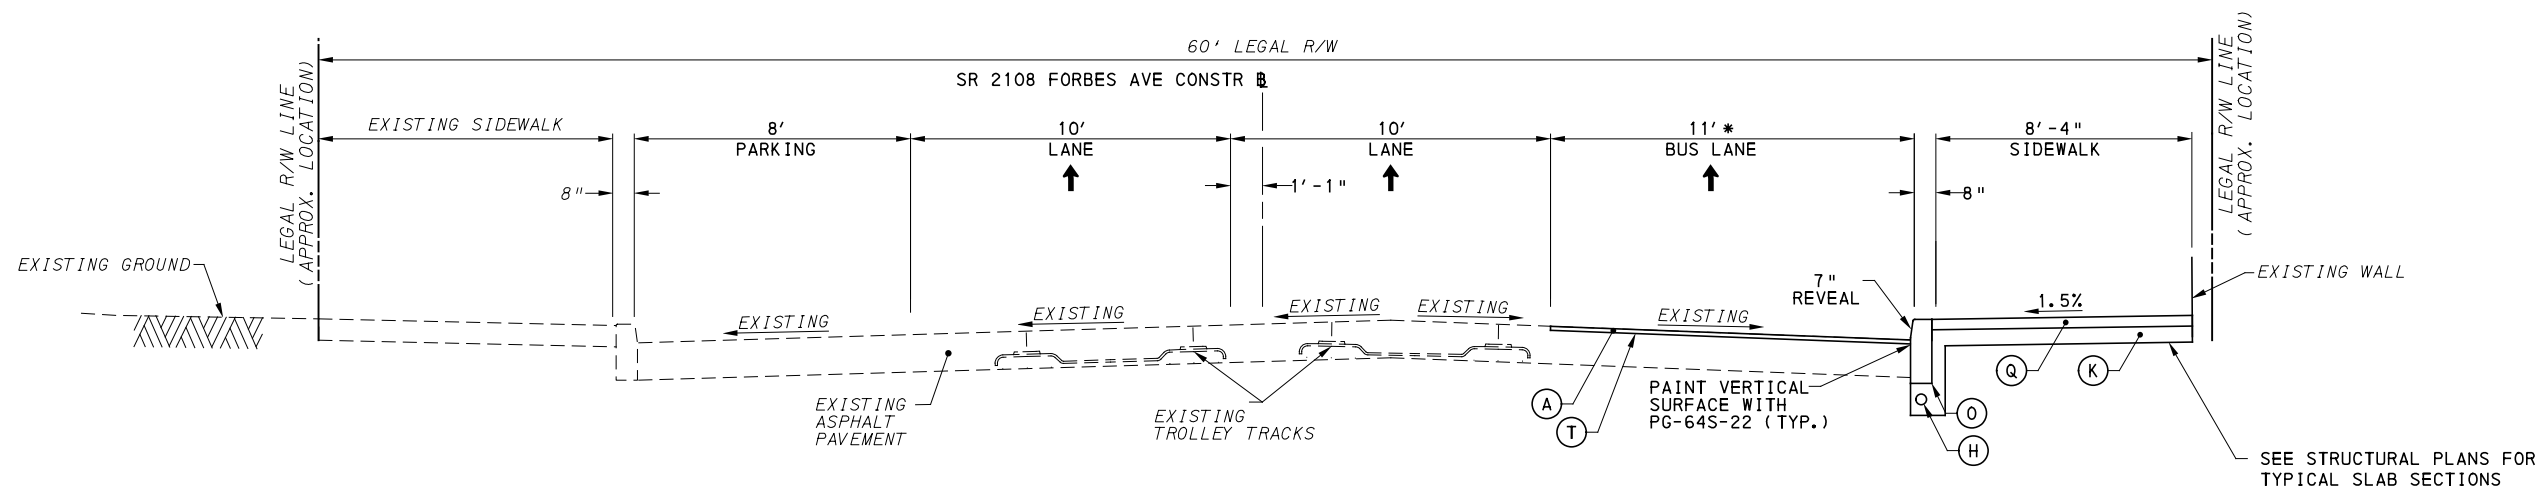 60' LEGAL R/W
SR 2108 FORBES AVE CONSTR B
LEGAL R/W LINE
(APPROX. LOCATION)
EXISTING SIDEWALK
8'
PARKING
10'
LANE
10'
LANE
11' *
BUS LANE
8'-4"
SIDEWALK
LEGAL R/W LINE
(APPROX. LOCATION)
8"
1'-1"
8"
EXISTING GROUND
EXISTING
EXISTING
EXISTING
EXISTING
EXISTING
7"
REVEAL
1.5%
EXISTING WALL
EXISTING
ASPHALT
PAVEMENT
EXISTING
TROLLEY TRACKS
A
T
PAINT VERTICAL
SURFACE WITH
PG-64S-22 (TYP.)
Q
K
O
H
SEE STRUCTURAL PLANS FOR
TYPICAL SLAB SECTIONS